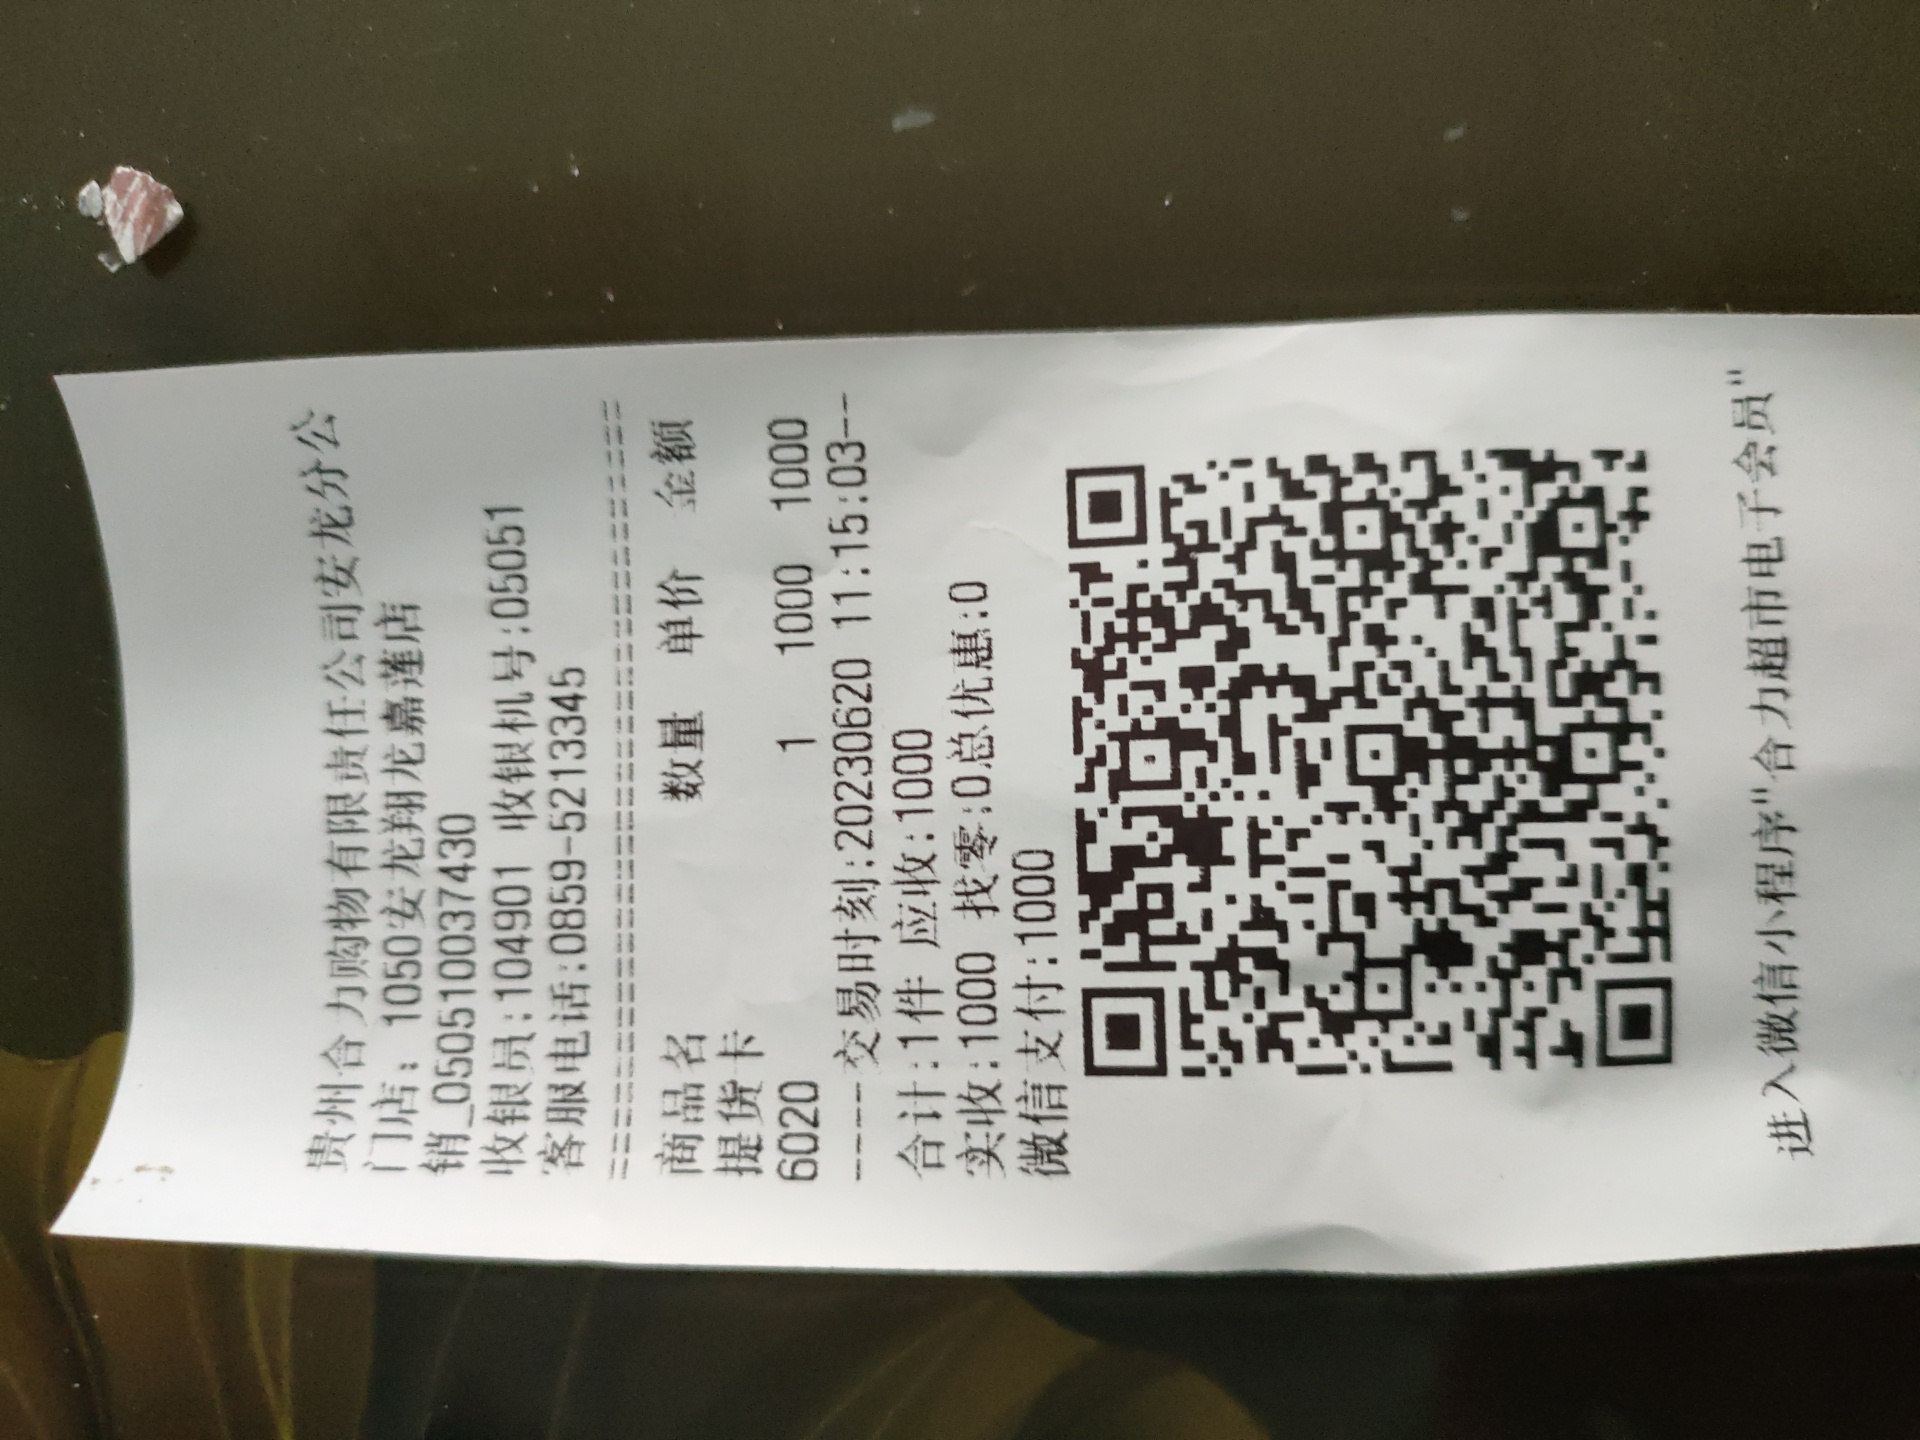 贵州合力购物有限责任公司安龙分公
门店：1050安龙翔龙嘉莲店
销_0505100374​30
收银员:104901 收银机号:05051
客服电话:0859-5213345
========================================
商品名 数量 单价 金额
提货卡
6020 1 1000 1000
----交易时刻:20230620 11:15:03--
合计:1件 应收:1000
实收:1000 找零:0总优惠:0
微信支付:1000
进入微信小程序"合力超市电子会员"